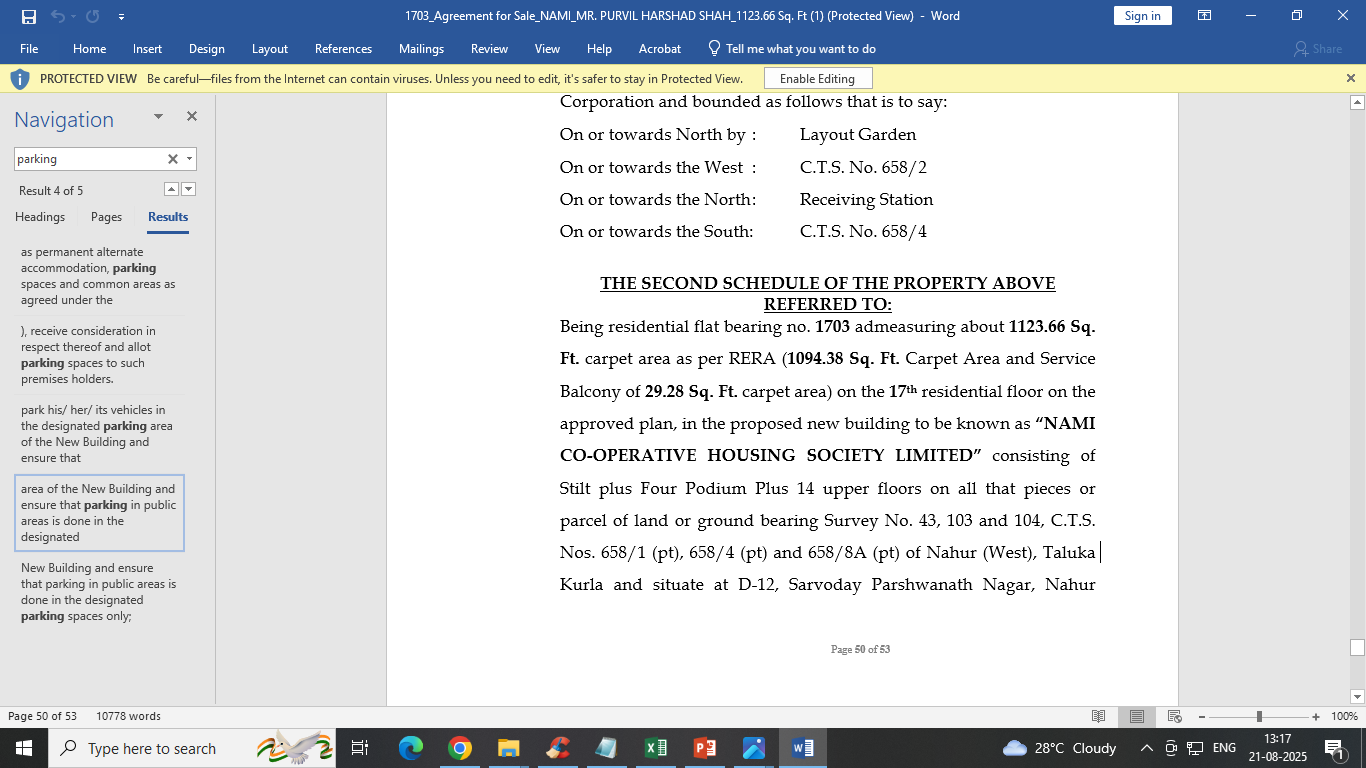 1703_Agreement for Sale_NAMI_MR. PURVIL HARSHAD SHAH_1123.66 Sq. Ft (1) (Protected View) - Word
Sign in
File Home Insert Design Layout References Mailings Review View Help Acrobat Tell me what you want to do Share
PROTECTED VIEW Be careful—files from the Internet can contain viruses. Unless you need to edit, it's safer to stay in Protected View. Enable Editing
Navigation
parking
Result 4 of 5
Headings Pages Results
as permanent alternate
accommodation, parking
spaces and common areas as
agreed under the
), receive consideration in
respect thereof and allot
parking spaces to such
premises holders.
park his/ her/ its vehicles in
the designated parking area
of the New Building and
ensure that
area of the New Building and
ensure that parking in public
areas is done in the
designated
New Building and ensure
that parking in public areas is
done in the designated
parking spaces only;
Corporation and bounded as follows that is to say:
On or towards North by : Layout Garden
On or towards the West : C.T.S. No. 658/2
On or towards the North: Receiving Station
On or towards the South: C.T.S. No. 658/4
THE SECOND SCHEDULE OF THE PROPERTY ABOVE
REFERRED TO:
Being residential flat bearing no. 1703 admeasuring about 1123.66 Sq.
Ft. carpet area as per RERA (1094.38 Sq. Ft. Carpet Area and Service
Balcony of 29.28 Sq. Ft. carpet area) on the 17th residential floor on the
approved plan, in the proposed new building to be known as “NAMI
CO-OPERATIVE HOUSING SOCIETY LIMITED” consisting of
Stilt plus Four Podium Plus 14 upper floors on all that pieces or
parcel of land or ground bearing Survey No. 43, 103 and 104, C.T.S.
Nos. 658/1 (pt), 658/4 (pt) and 658/8A (pt) of Nahur (West), Taluka
Kurla and situate at D-12, Sarvoday Parshwanath Nagar, Nahur
Page 50 of 53
Page 50 of 53 10778 words
100%
Type here to search
28°C Cloudy
ENG
13:17
21-08-2025
1